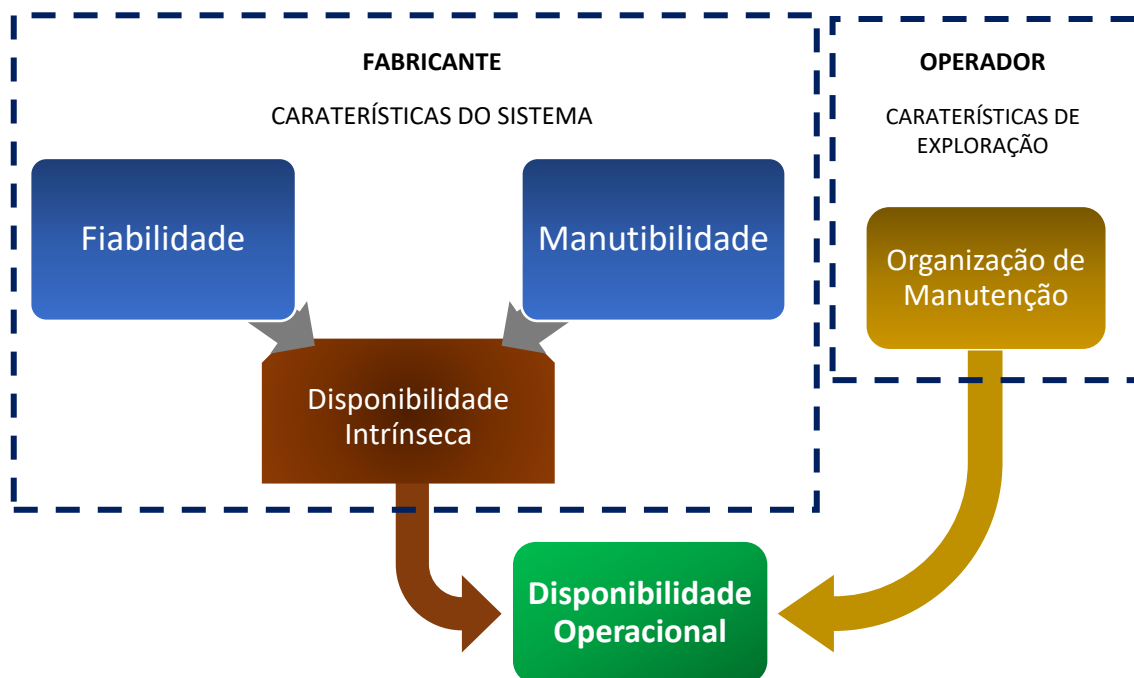 FABRICANTE
CARATERÍSTICAS DO SISTEMA
Fiabilidade
Manutibilidade
Disponibilidade
Intrínseca
OPERADOR
CARATERÍSTICAS DE
EXPLORAÇÃO
Organização de
Manutenção
Disponibilidade
Operacional